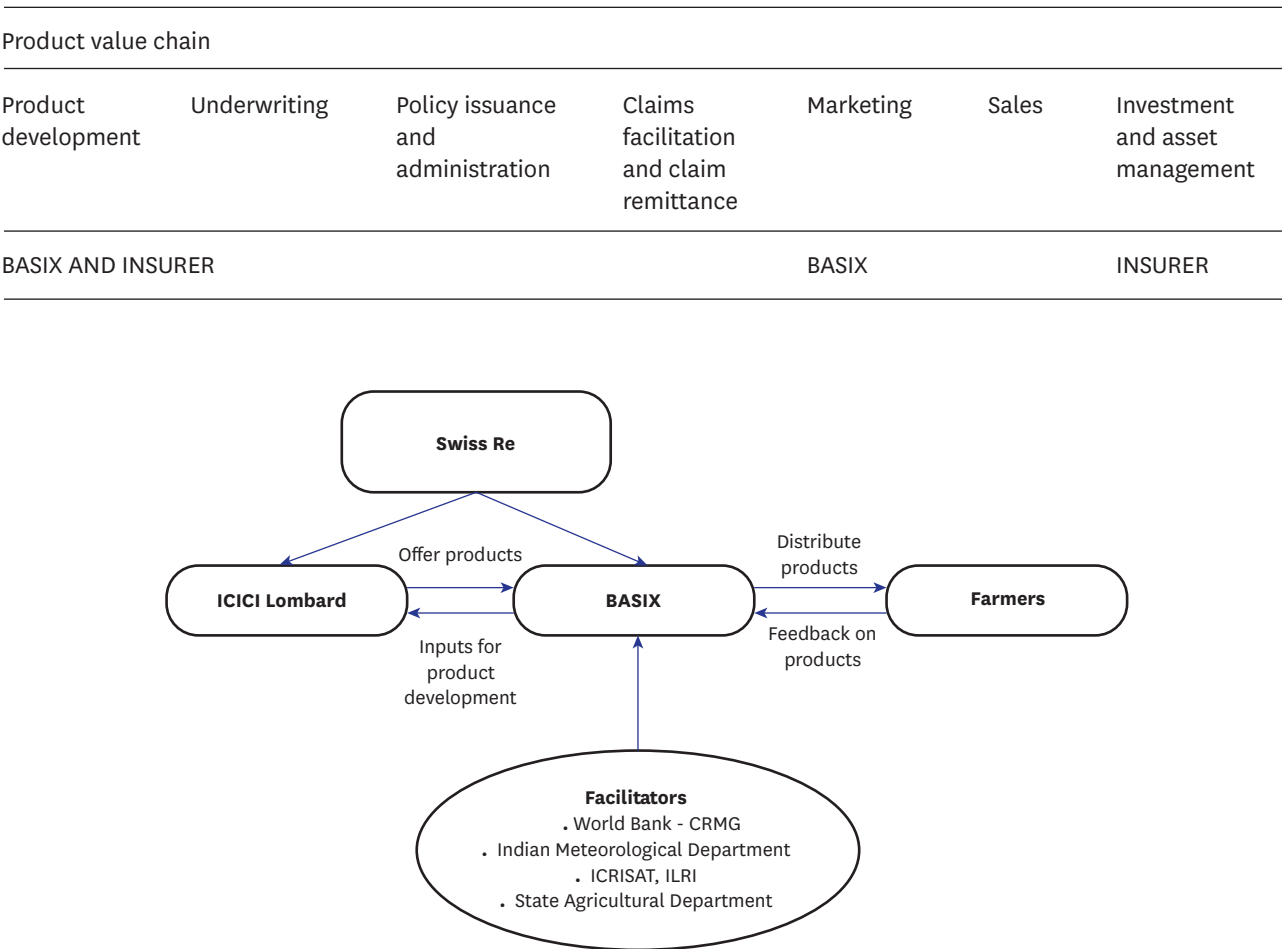 Product value chain
Product development
Underwriting
Policy issuance and administration
Claims facilitation and claim remittance
Marketing
Sales
Investment and asset management
BASIX AND INSURER
BASIX
INSURER
Swiss Re
Offer products
Distribute
products
ICICI Lombard
BASIX
Farmers
Inputs for
product
development
Feedback on
products
Facilitators
. World Bank - CRMG
. Indian Meteorological Department
. ICRISAT, ILRI
. State Agricultural Department